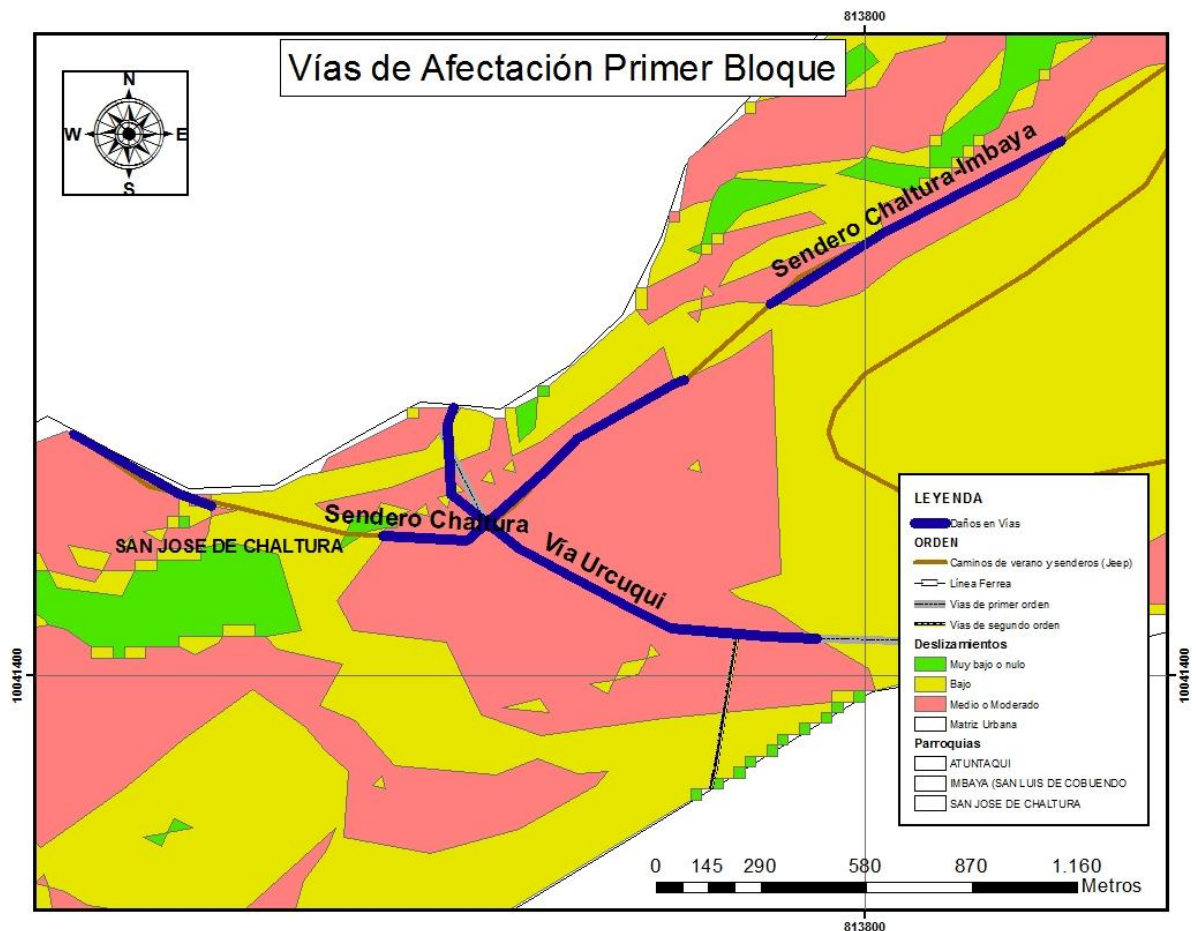 813800
Vías de Afectación Primer Bloque
N
W E
S
Sendero Chaltura-Imbaya
Sendero Chaltura
SAN JOSE DE CHALTURA
Vía Urcuqui
10041400
10041400
LEYENDA
Daños en Vías
ORDEN
Caminos de verano y senderos (Jeep)
Línea Ferrea
Vias de primer orden
Vias de segundo orden
Deslizamientos
Muy bajo o nulo
Bajo
Medio o Moderado
Matriz Urbana
Parroquias
ATUNTAQUI
IMBAYA (SAN LUIS DE COBUENDO
SAN JOSE DE CHALTURA
0 145 290 580 870 1.160
Metros
813800